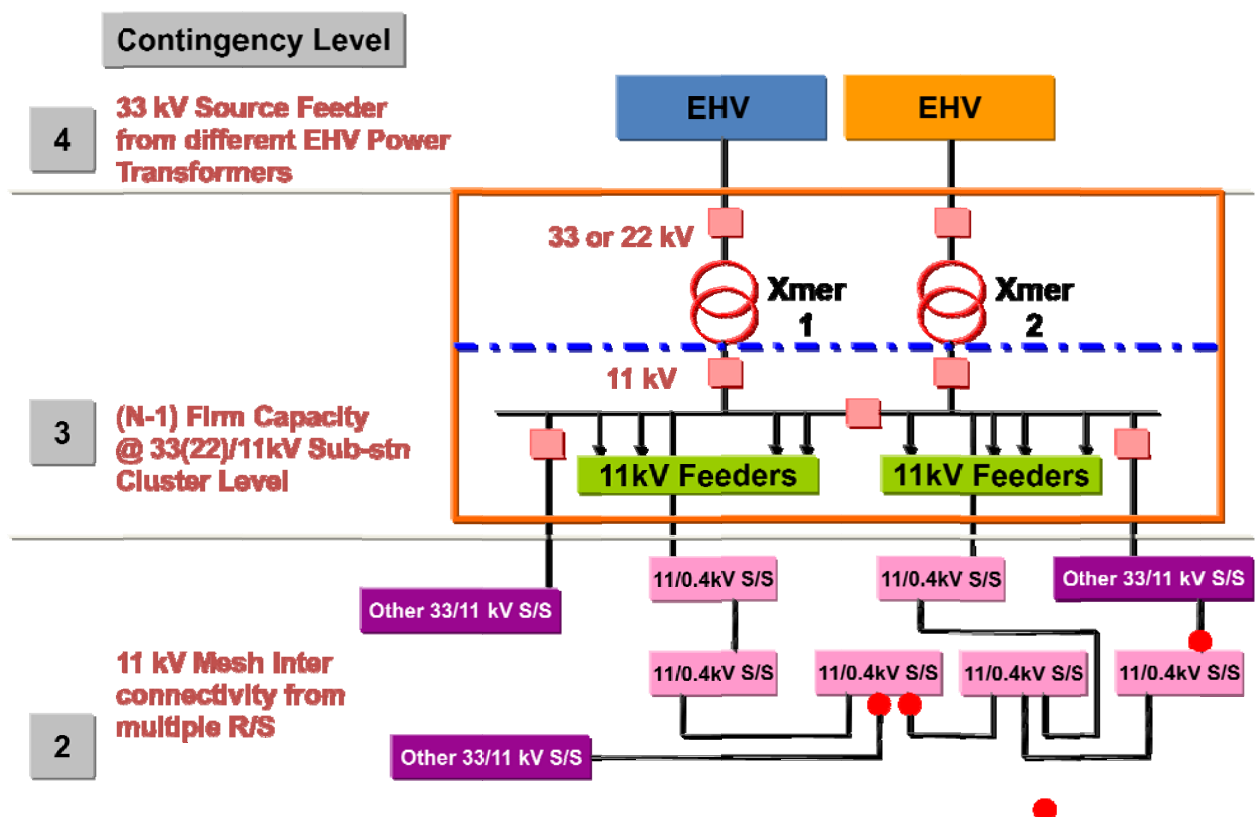 Contingency Level
4
33 kV Source Feeder
from different EHV Power
Transformers
EHV
EHV
33 or 22 kV
Xmer
1
Xmer
2
11 kV
3
(N-1) Firm Capacity
@ 33(22)/11kV Sub-stn
Cluster Level
11kV Feeders
11kV Feeders
11/0.4kV S/S
11/0.4kV S/S
Other 33/11 kV S/S
Other 33/11 kV S/S
2
11 kV Mesh Inter
connectivity from
multiple R/S
11/0.4kV S/S
11/0.4kV S/S
11/0.4kV S/S
11/0.4kV S/S
Other 33/11 kV S/S